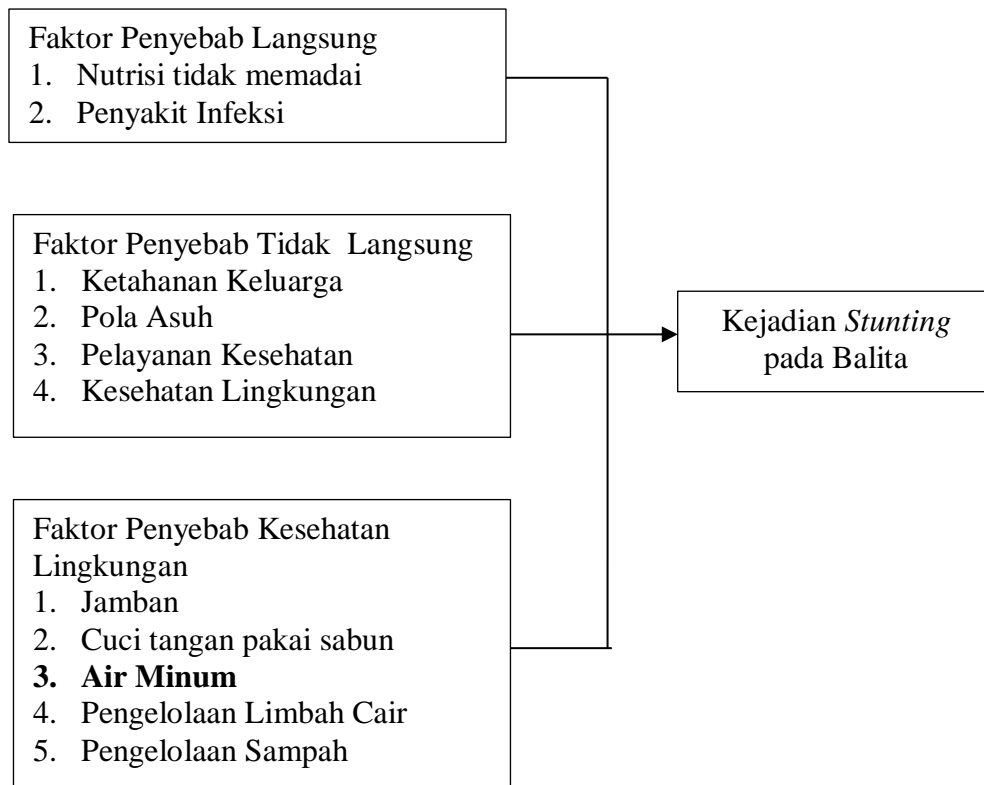 Faktor Penyebab Langsung
1. Nutrisi tidak memadai
2. Penyakit Infeksi
Faktor Penyebab Tidak Langsung
1. Ketahanan Keluarga
2. Pola Asuh
3. Pelayanan Kesehatan
4. Kesehatan Lingkungan
Kejadian Stunting
pada Balita
Faktor Penyebab Kesehatan
Lingkungan
1. Jamban
2. Cuci tangan pakai sabun
3. Air Minum
4. Pengelolaan Limbah Cair
5. Pengelolaan Sampah